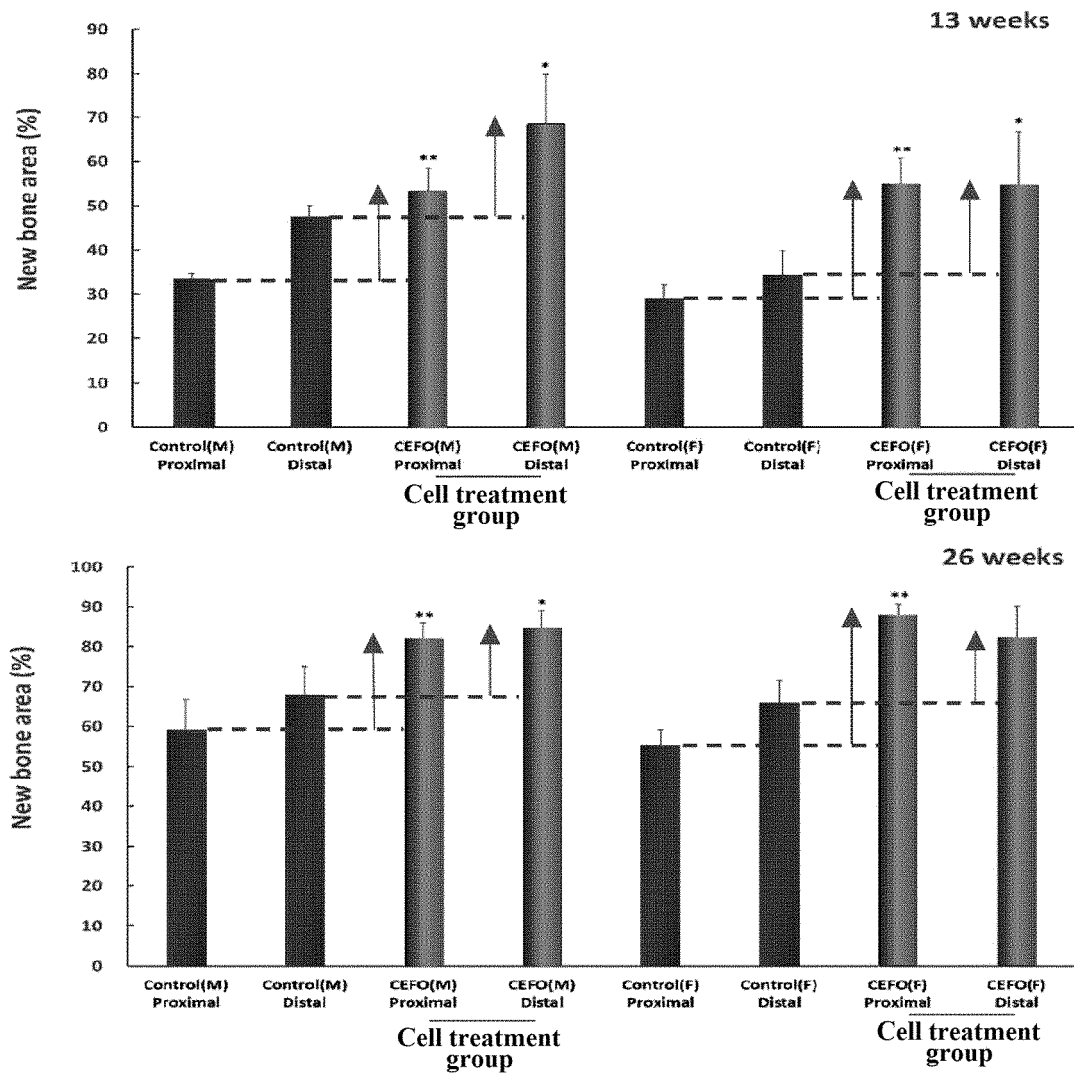 13 weeks
New bone area (%)
90
80
70
60
50
40
30
20
10
0
** * ** *
Control(M) Control(M) CEFO(M) CEFO(M) Control(F) Control(F) CEFO(F) CEFO(F)
Proximal Distal Proximal Distal Proximal Distal Proximal Distal
Cell treatment Cell treatment
group group
26 weeks
New bone area (%)
100
90
80
70
60
50
40
30
20
10
0
** * **
Control(M) Control(M) CEFO(M) CEFO(M) Control(F) Control(F) CEFO(F) CEFO(F)
Proximal Distal Proximal Distal Proximal Distal Proximal Distal
Cell treatment Cell treatment
group group